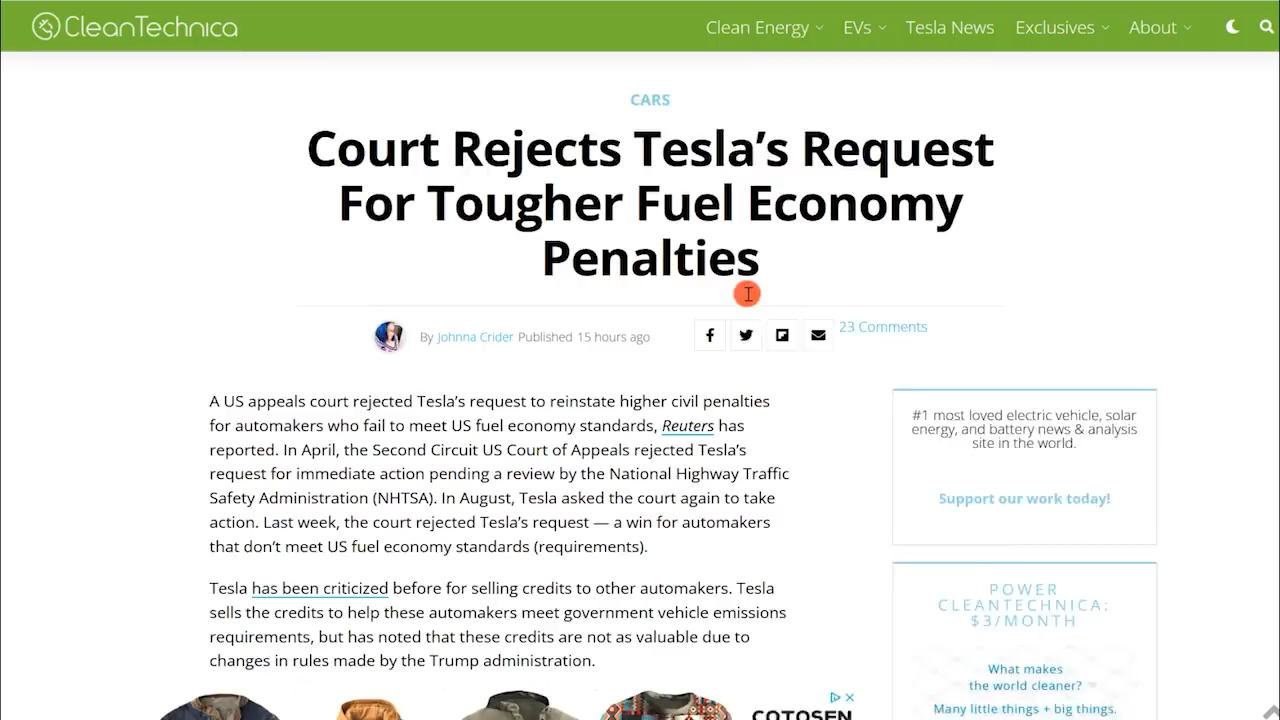 CleanTechnica
Clean Energy EVs Tesla News Exclusives About
CARS
Court Rejects Tesla’s Request
For Tougher Fuel Economy
Penalties
By Johnna Crider Published 15 hours ago
23 Comments
A US appeals court rejected Tesla’s request to reinstate higher civil penalties
for automakers who fail to meet US fuel economy standards, Reuters has
reported. In April, the Second Circuit US Court of Appeals rejected Tesla’s
request for immediate action pending a review by the National Highway Traffic
Safety Administration (NHTSA). In August, Tesla asked the court again to take
action. Last week, the court rejected Tesla’s request — a win for automakers
that don’t meet US fuel economy standards (requirements).
Tesla has been criticized before for selling credits to other automakers. Tesla
sells the credits to help these automakers meet government vehicle emissions
requirements, but has noted that these credits are not as valuable due to
changes in rules made by the Trump administration.
COTOSEN
#1 most loved electric vehicle, solar
energy, and battery news & analysis
site in the world.
Support our work today!
POWER
CLEANTECHNICA:
$3/MONTH
What makes
the world cleaner?
Many little things + big things.